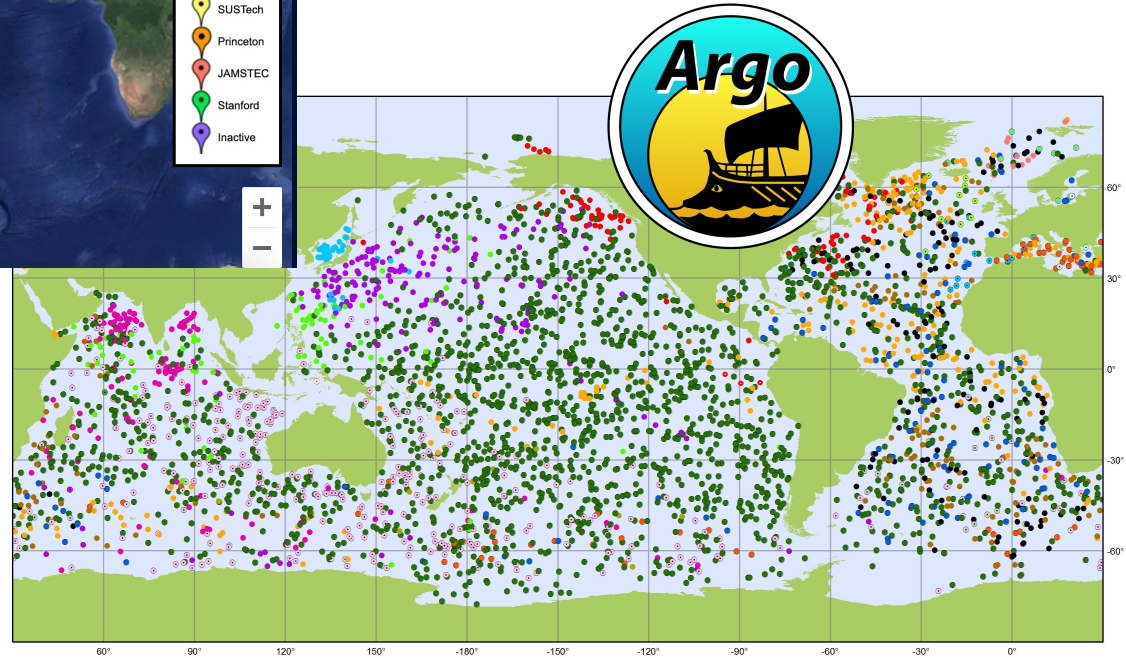 SUSTech
Princeton
JAMSTEC
Stanford
Inactive
+
−
Argo
60°
30°
0°
-30°
-60°
60° 90° 120° 150° -180° -150° -120° -90° -60° -30° 0°